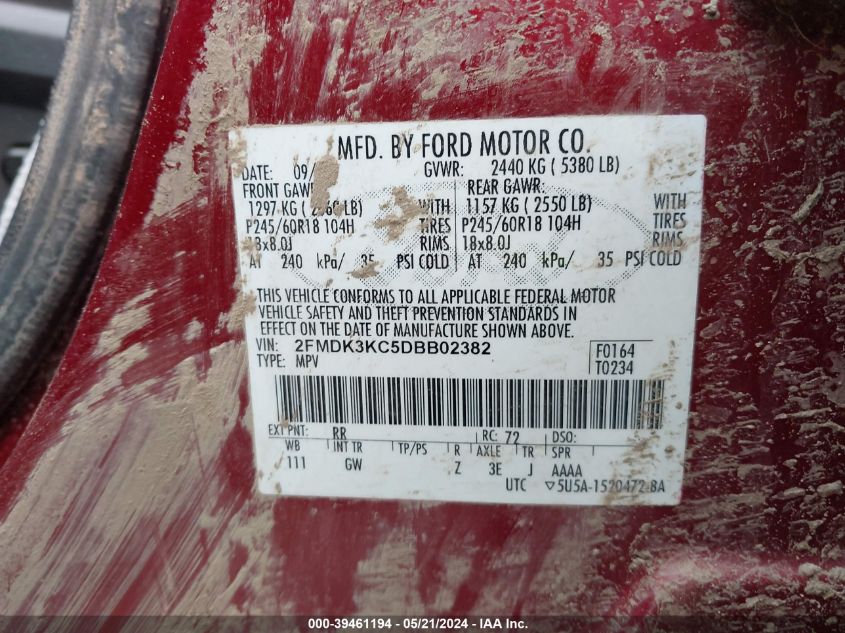 MFD. BY FORD MOTOR CO.
DATE: 09/ GVWR: 2440 KG ( 5380 LB)
FRONT GAWR: REAR GAWR:
1297 KG ( LB) WITH 1157 KG ( 2550 LB) WITH
P245/60R18 104H TIRES P245/60R18 104H TIRES
18x8.0J RIMS 18x8.0J RIMS
AT 240 kPa/ 35 PSI COLD AT 240 kPa/ 35 PSI COLD
THIS VEHICLE CONFORMS TO ALL APPLICABLE FEDERAL MOTOR
VEHICLE SAFETY AND THEFT PREVENTION STANDARDS IN
EFFECT ON THE DATE OF MANUFACTURE SHOWN ABOVE.
VIN: 2FMDK3KC5DBB02382 F0164
TYPE: MPV T0234
EXT PNT: RR RC: 72 DSO:
WB INT TR TP/PS R AXLE TR SPR
111 GW Z 3E J AAAA
UTC ▽5U5A-1520472-BA
000-39461194 - 05/21/2024 - IAA Inc.